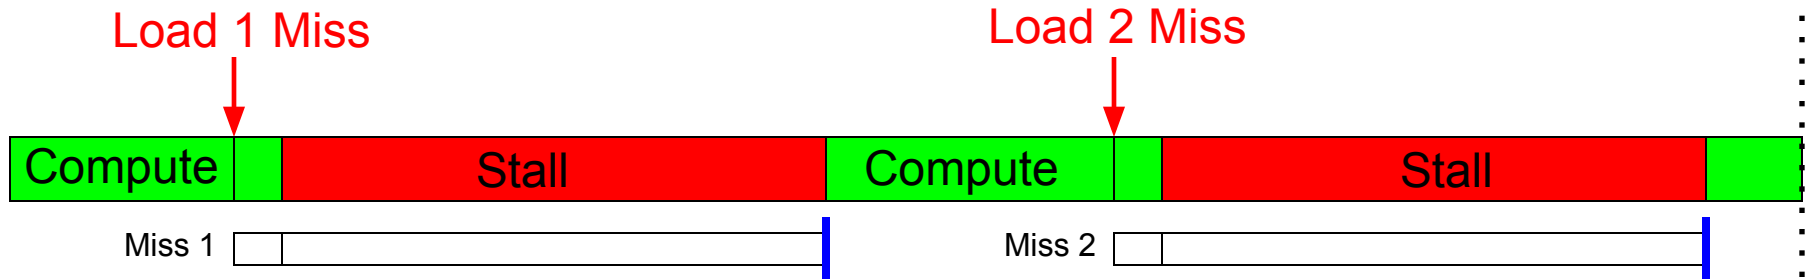 Load 1 Miss
Load 2 Miss
Compute
Stall
Compute
Stall
Miss 1
Miss 2